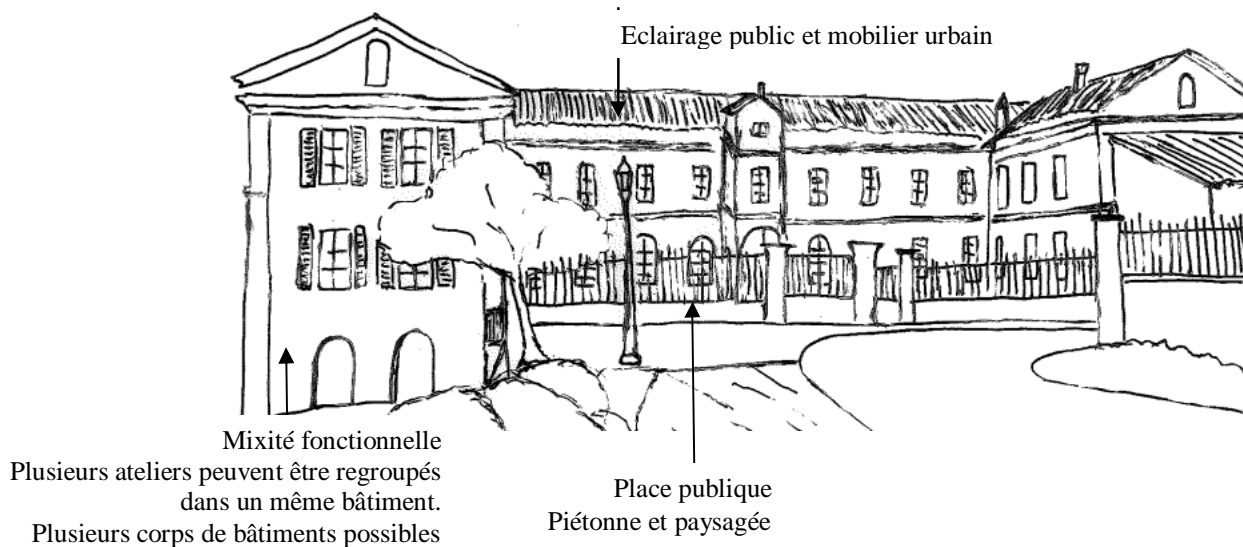 Eclairage public et mobilier urbain
Mixité fonctionnelle
Plusieurs ateliers peuvent être regroupés
dans un même bâtiment.
Plusieurs corps de bâtiments possibles
Place publique
Piétonne et paysagée